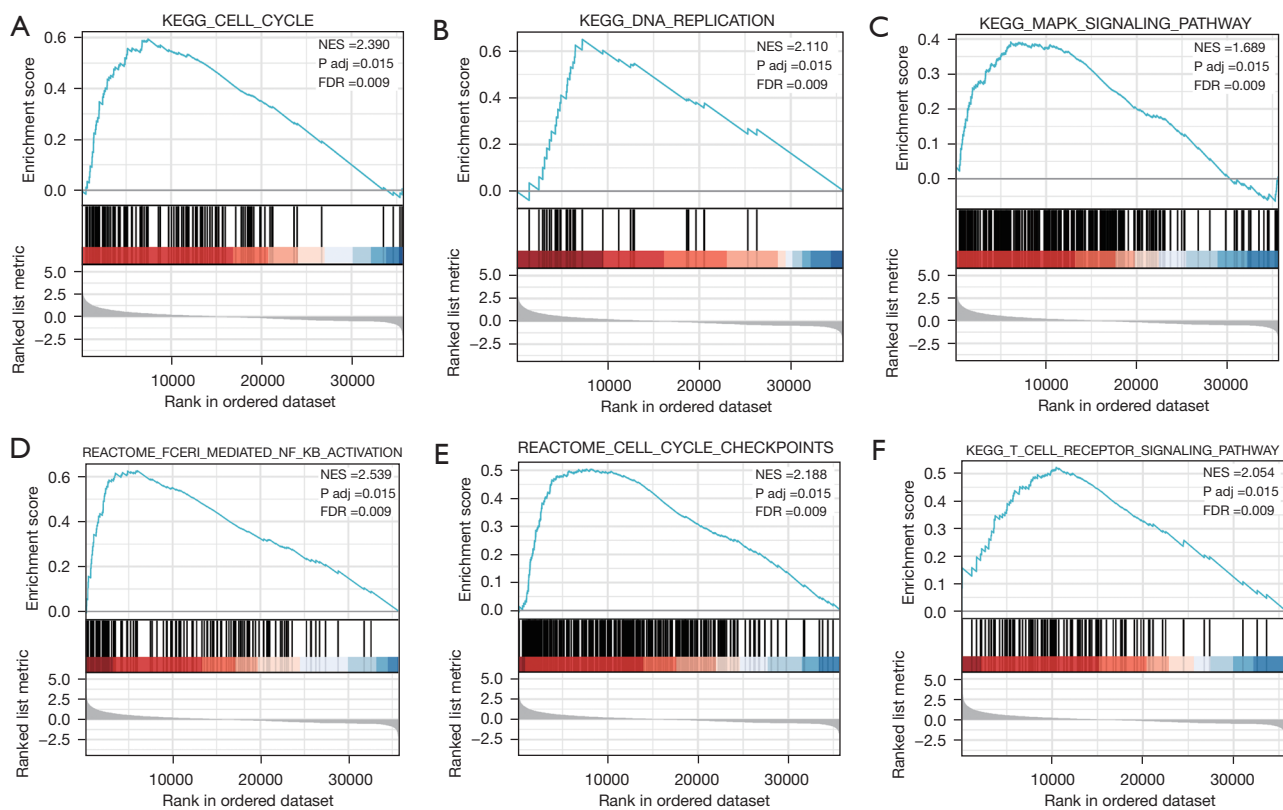 A
KEGG_CELL_CYCLE
NES =2.390
P adj =0.015
FDR =0.009
Enrichment score
0.6
0.4
0.2
0.0
Ranked list metric
5.0
2.5
0.0
−2.5
10000 20000 30000
Rank in ordered dataset
B
KEGG_DNA_REPLICATION
NES =2.110
P adj =0.015
FDR =0.009
Enrichment score
0.6
0.4
0.2
0.0
Ranked list metric
5.0
2.5
0.0
−2.5
10000 20000 30000
Rank in ordered dataset
C
KEGG_MAPK_SIGNALING_PATHWAY
NES =1.689
P adj =0.015
FDR =0.009
Enrichment score
0.4
0.3
0.2
0.1
0.0
Ranked list metric
5.0
2.5
0.0
−2.5
10000 20000 30000
Rank in ordered dataset
D
REACTOME_FCERI_MEDIATED_NF_KB_ACTIVATION
NES =2.539
P adj =0.015
FDR =0.009
Enrichment score
0.6
0.4
0.2
0.0
Ranked list metric
5.0
2.5
0.0
−2.5
10000 20000 30000
Rank in ordered dataset
E
REACTOME_CELL_CYCLE_CHECKPOINTS
NES =2.188
P adj =0.015
FDR =0.009
Enrichment score
0.5
0.4
0.3
0.2
0.1
0.0
Ranked list metric
5.0
2.5
0.0
−2.5
10000 20000 30000
Rank in ordered dataset
F
KEGG_T_CELL_RECEPTOR_SIGNALING_PATHWAY
NES =2.054
P adj =0.015
FDR =0.009
Enrichment score
0.5
0.4
0.3
0.2
0.1
0.0
Ranked list metric
5.0
2.5
0.0
−2.5
10000 20000 30000
Rank in ordered dataset